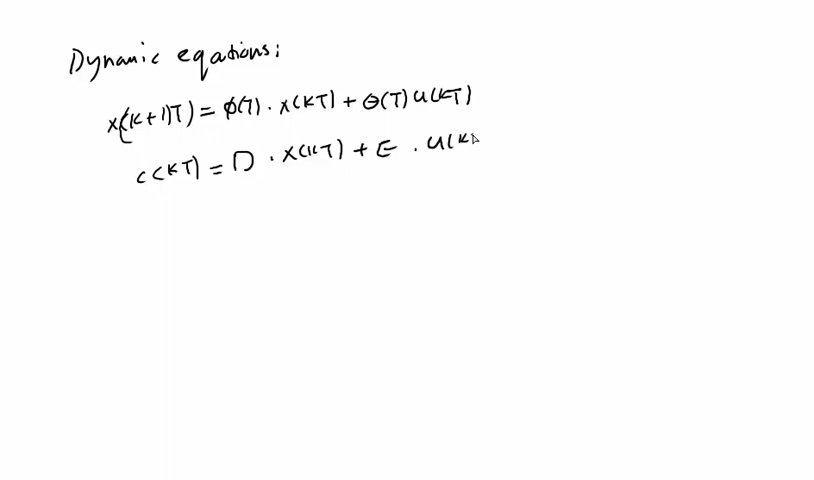 Dynamic equations:
x((k+1)T) = φ(T) · x(kT) + θ(T) u(kT)
c(kT) = D · x(kT) + E · u(k